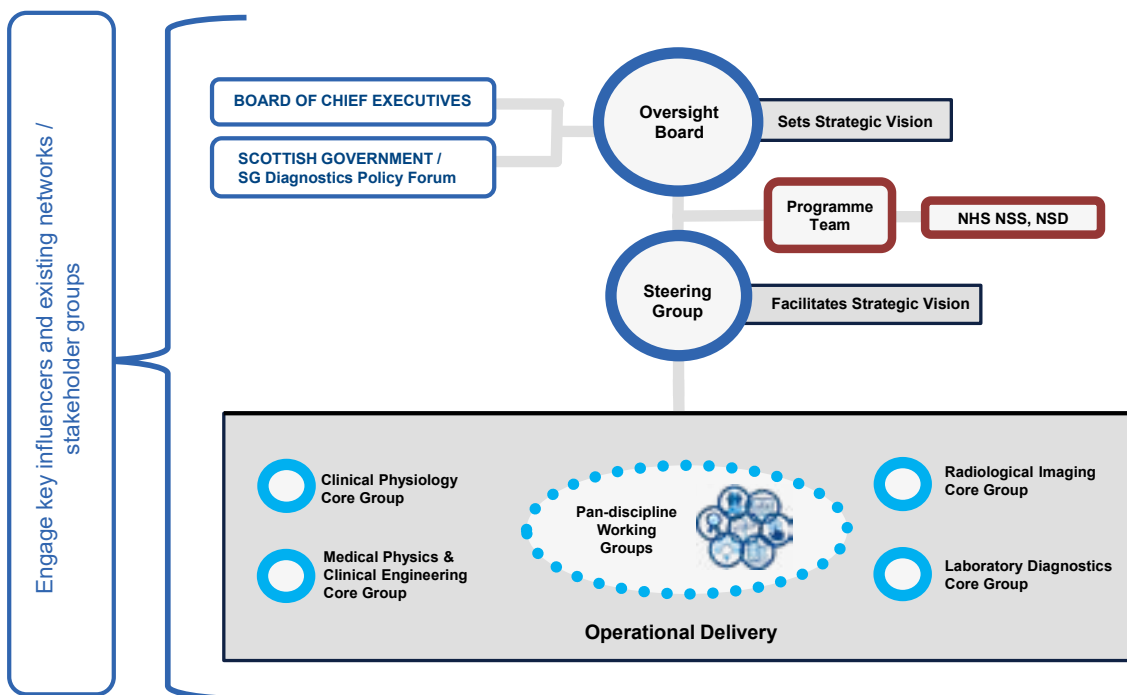 Engage key influencers and existing networks /
stakeholder groups
BOARD OF CHIEF EXECUTIVES
SCOTTISH GOVERNMENT /
SG Diagnostics Policy Forum
Oversight
Board
Sets Strategic Vision
Programme
Team
NHS NSS, NSD
Steering
Group
Facilitates Strategic Vision
Clinical Physiology
Core Group
Medical Physics &
Clinical Engineering
Core Group
Pan-discipline
Working
Groups
Radiological Imaging
Core Group
Laboratory Diagnostics
Core Group
Operational Delivery